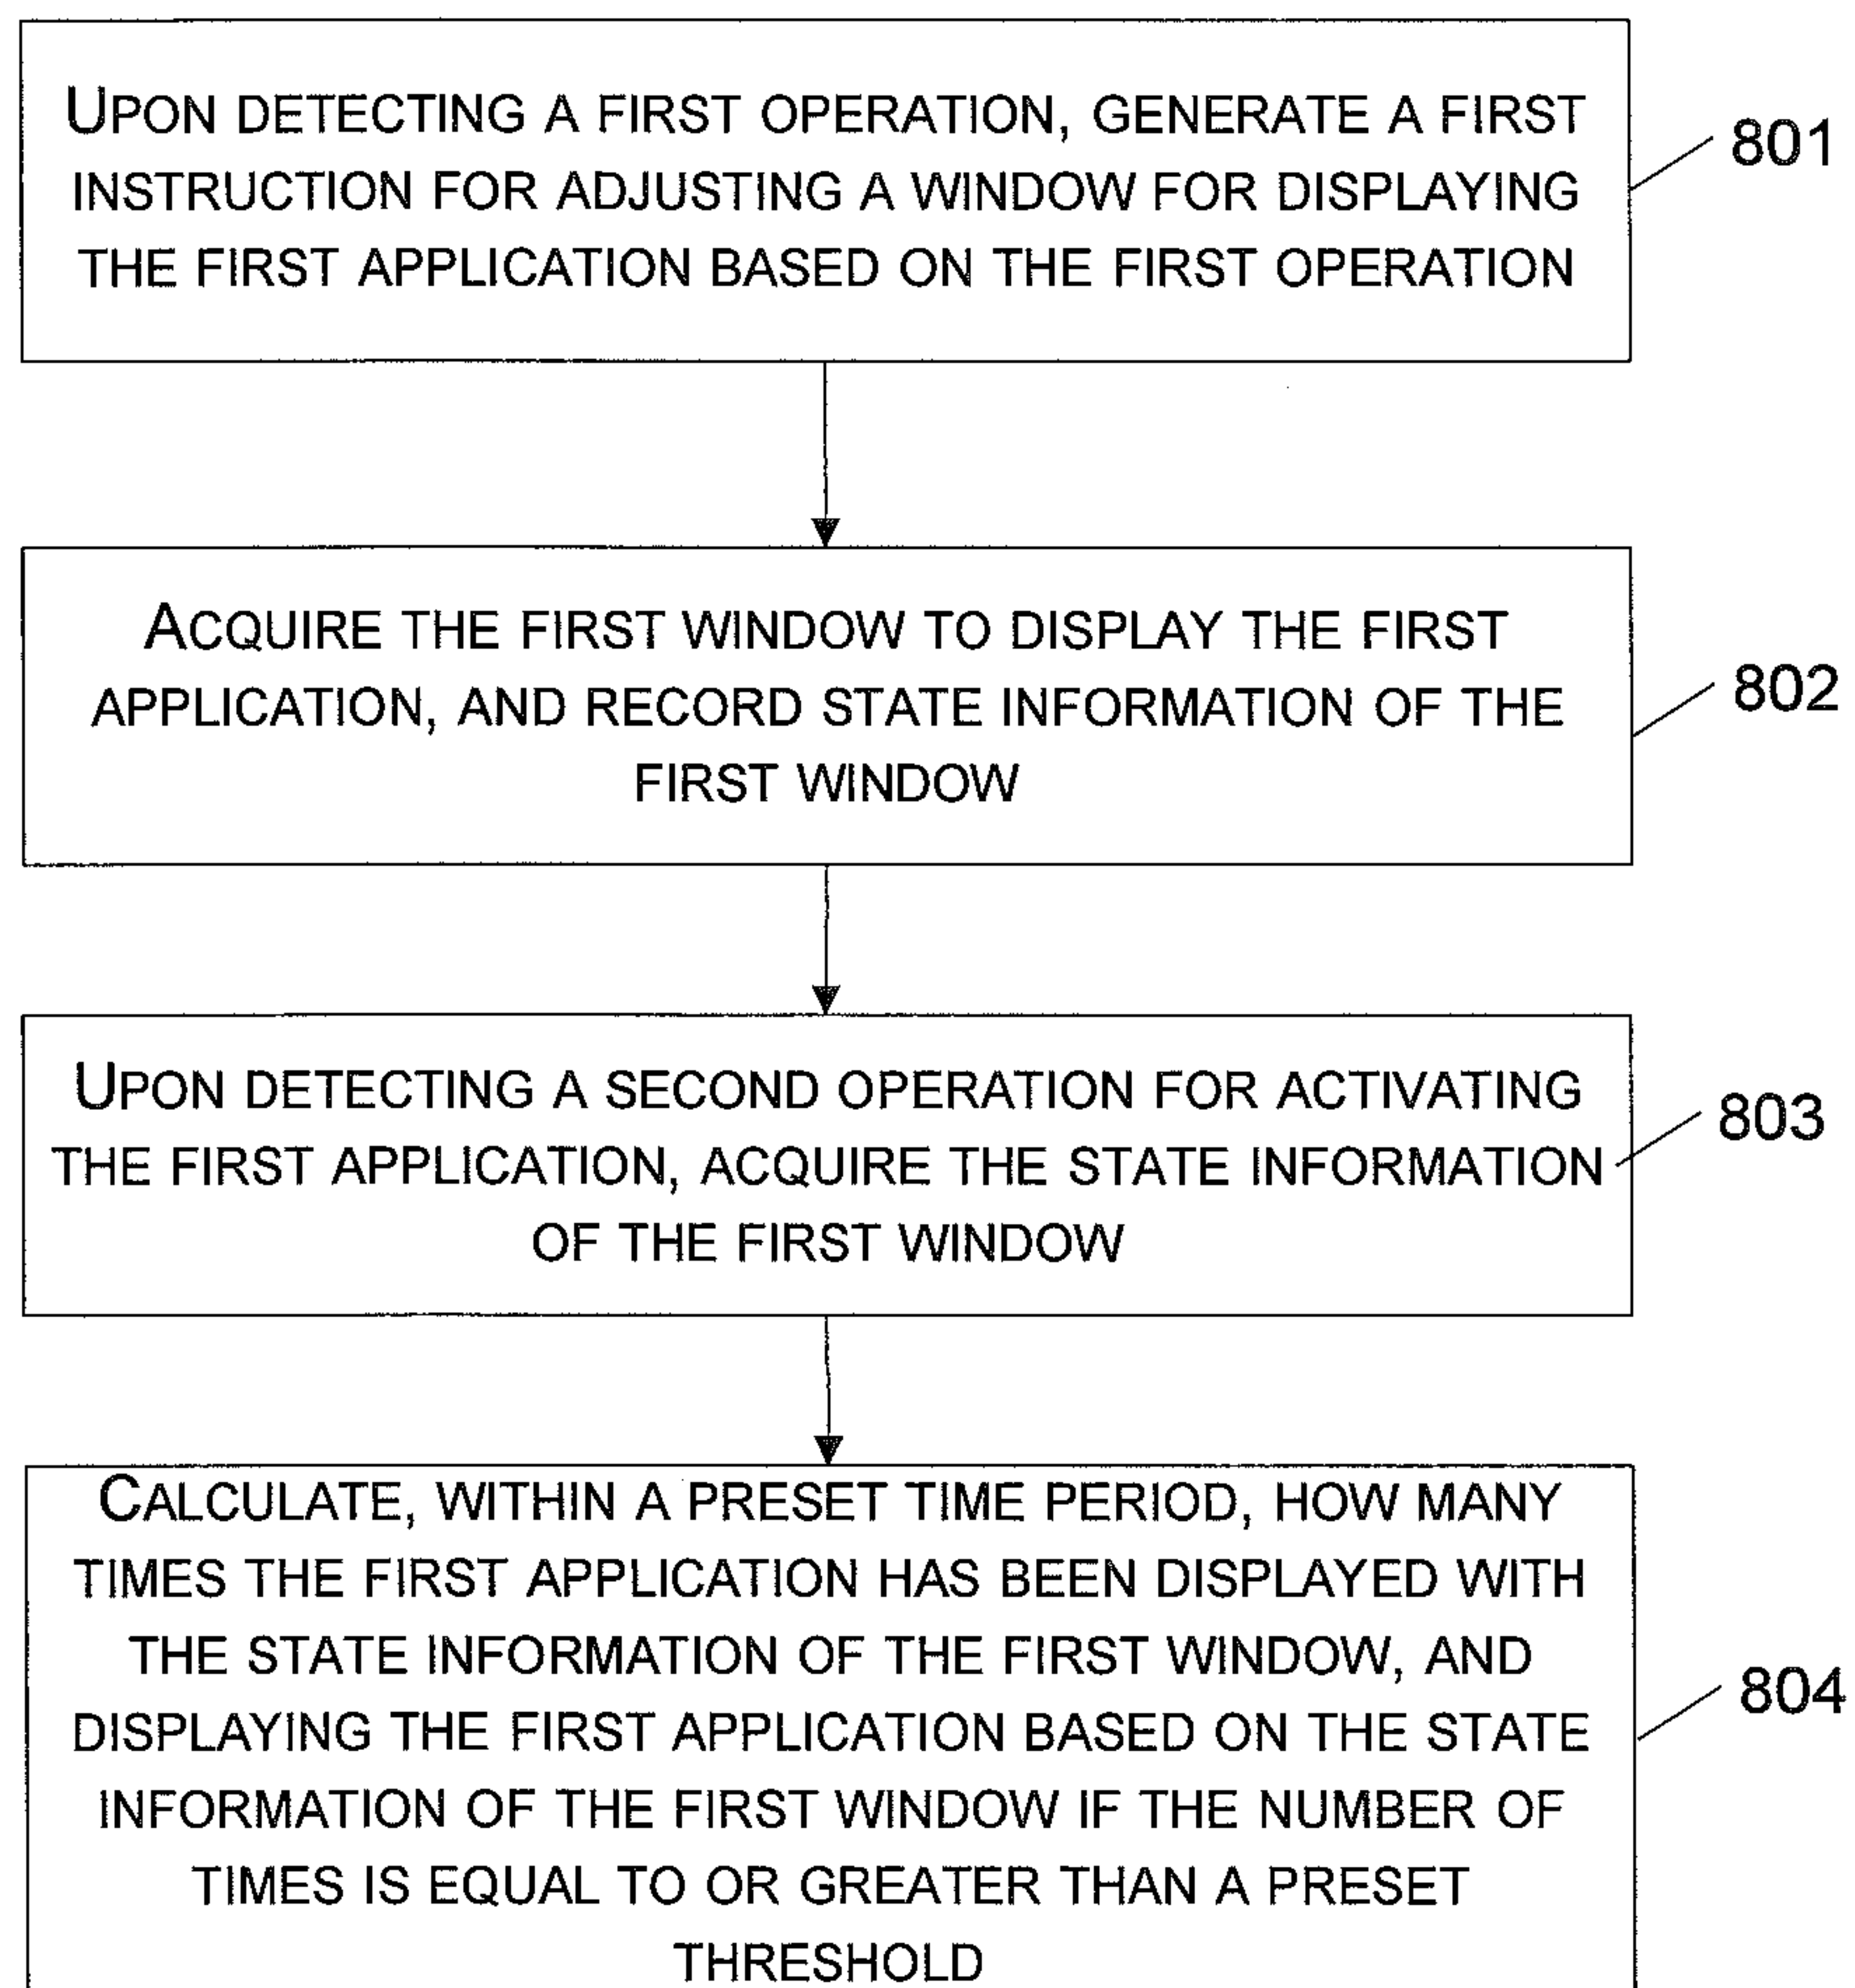 UPON DETECTING A FIRST OPERATION, GENERATE A FIRST
INSTRUCTION FOR ADJUSTING A WINDOW FOR DISPLAYING
THE FIRST APPLICATION BASED ON THE FIRST OPERATION
801
ACQUIRE THE FIRST WINDOW TO DISPLAY THE FIRST
APPLICATION, AND RECORD STATE INFORMATION OF THE
FIRST WINDOW
802
UPON DETECTING A SECOND OPERATION FOR ACTIVATING
THE FIRST APPLICATION, ACQUIRE THE STATE INFORMATION
OF THE FIRST WINDOW
803
CALCULATE, WITHIN A PRESET TIME PERIOD, HOW MANY
TIMES THE FIRST APPLICATION HAS BEEN DISPLAYED WITH
THE STATE INFORMATION OF THE FIRST WINDOW, AND
DISPLAYING THE FIRST APPLICATION BASED ON THE STATE
INFORMATION OF THE FIRST WINDOW IF THE NUMBER OF
TIMES IS EQUAL TO OR GREATER THAN A PRESET
THRESHOLD
804